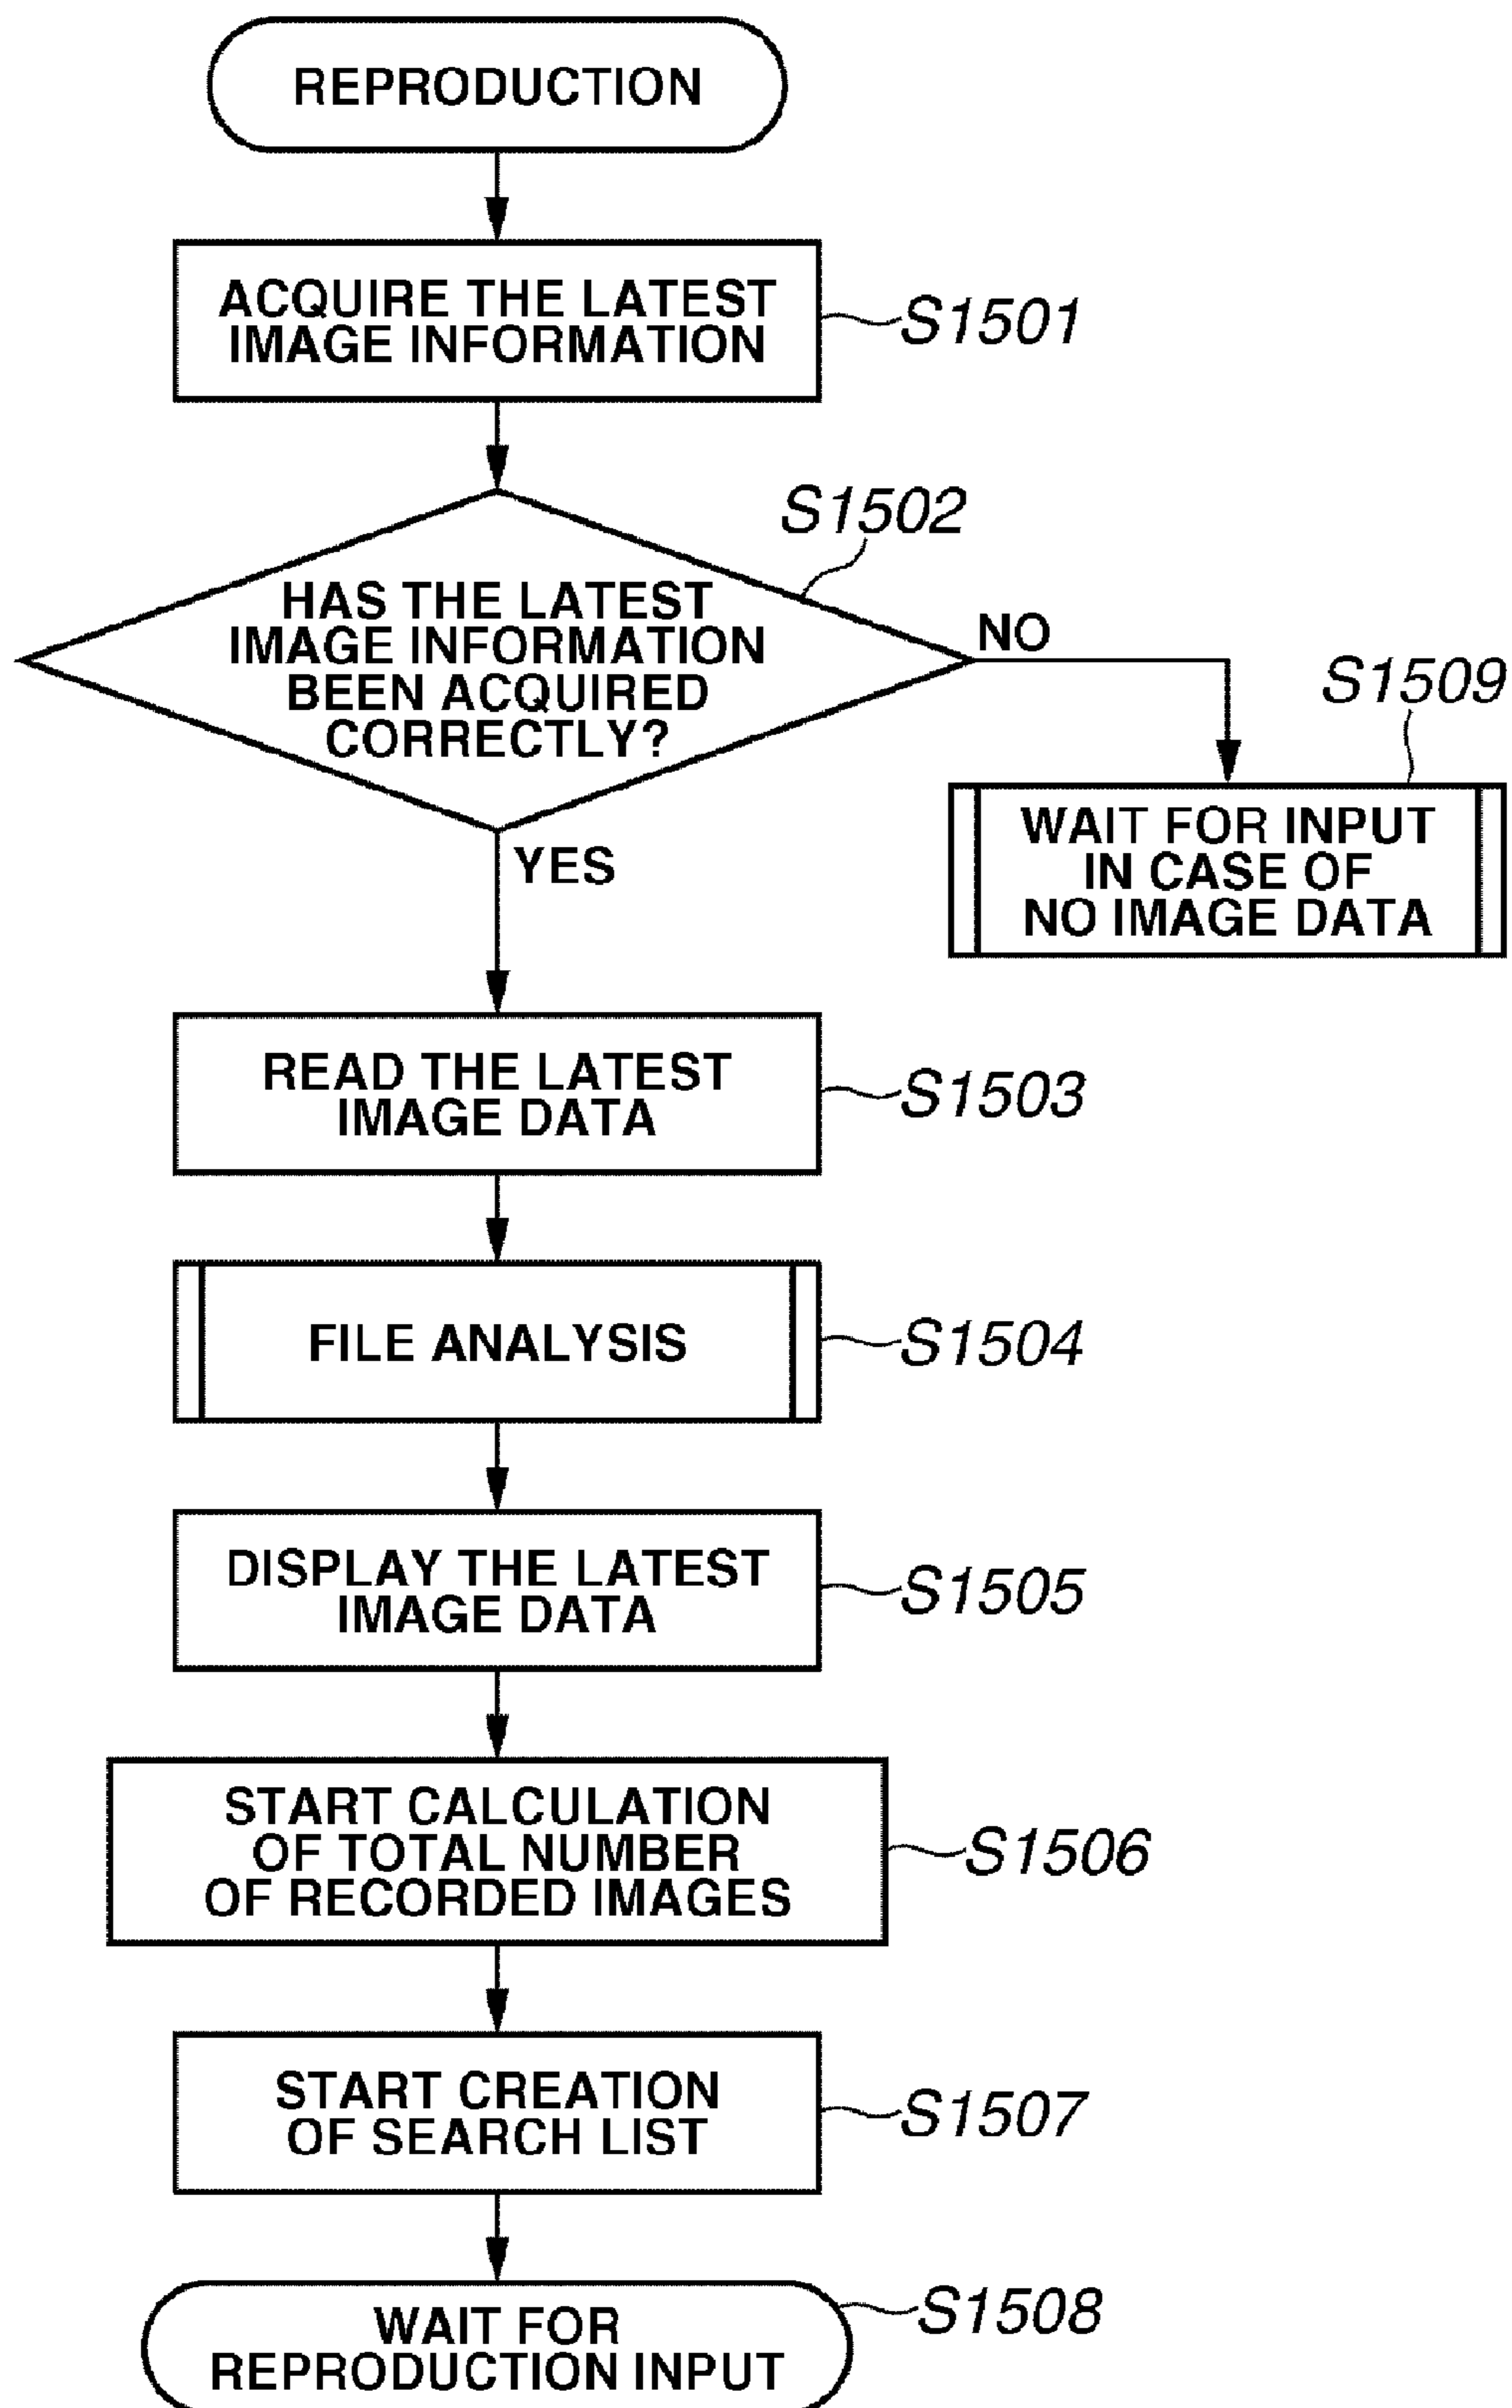 REPRODUCTION
ACQUIRE THE LATEST
IMAGE INFORMATION
S1501
S1502
HAS THE LATEST
IMAGE INFORMATION
BEEN ACQUIRED
CORRECTLY?
NO
S1509
WAIT FOR INPUT
IN CASE OF
NO IMAGE DATA
YES
READ THE LATEST
IMAGE DATA
S1503
FILE ANALYSIS
S1504
DISPLAY THE LATEST
IMAGE DATA
S1505
START CALCULATION
OF TOTAL NUMBER
OF RECORDED IMAGES
S1506
START CREATION
OF SEARCH LIST
S1507
S1508
WAIT FOR
REPRODUCTION INPUT